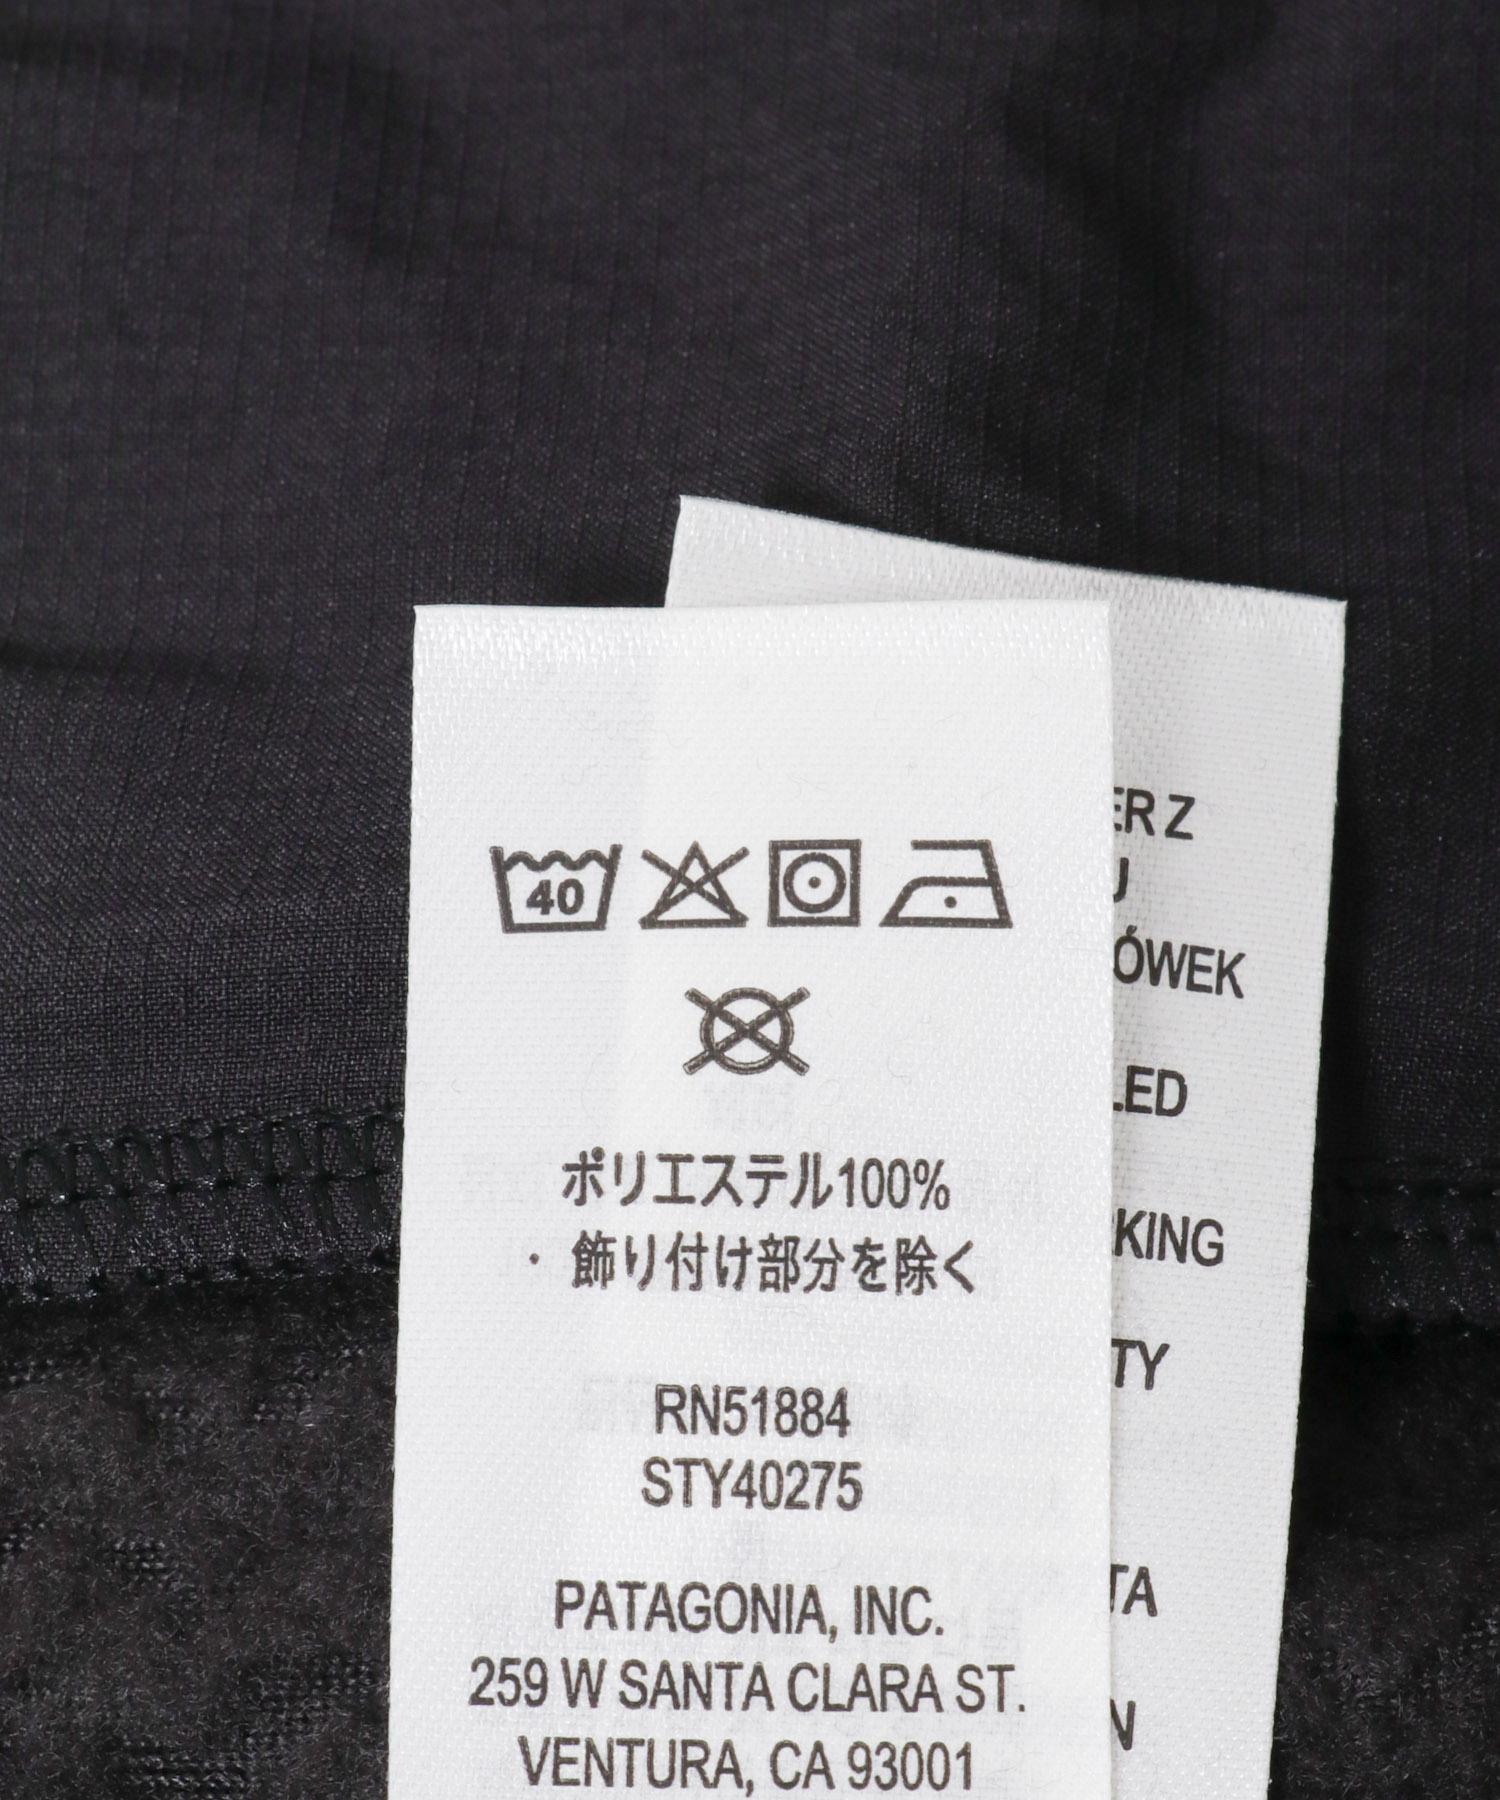 40
ポリエステル100%
・ 飾り付け部分を除く
RN51884
STY40275
PATAGONIA, INC.
259 W SANTA CLARA ST.
VENTURA, CA 93001
ER Z
ÓWEK
LED
KING
TY
TA
N